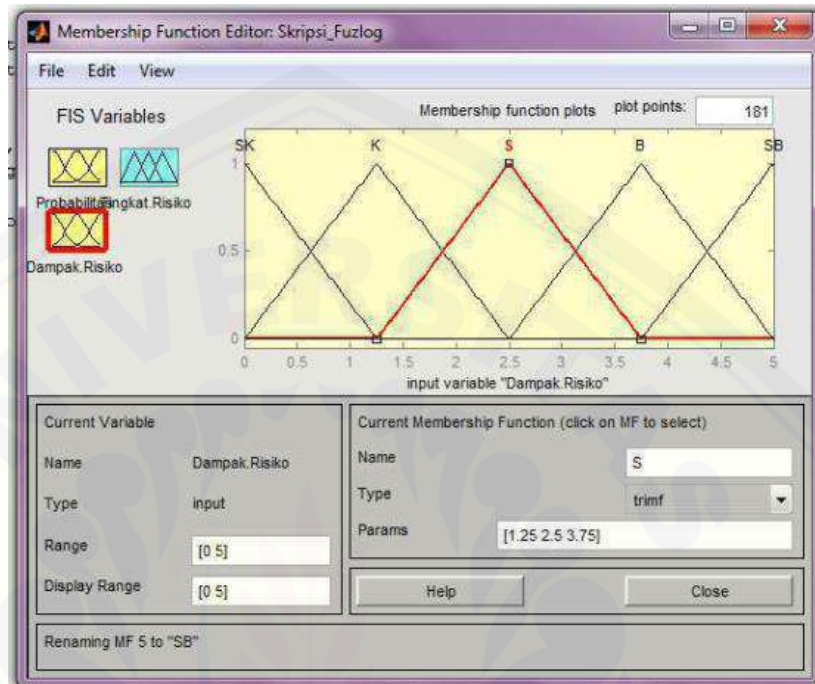 Membership Function Editor: Skripsi_Fuzlog
File Edit View
FIS Variables
Membership function plots plot points: 181
Probabilitas
Tingkat.Risiko
Dampak.Risiko
SK K S B SB
1
0.5
0
0 0.5 1 1.5 2 2.5 3 3.5 4 4.5 5
input variable "Dampak.Risiko"
Current Variable
Name Dampak.Risiko
Type input
Range [0 5]
Display Range [0 5]
Current Membership Function (click on MF to select)
Name S
Type trimf
Params [1.25 2.5 3.75]
Help Close
Renaming MF 5 to "SB"
UNIVERSITAS